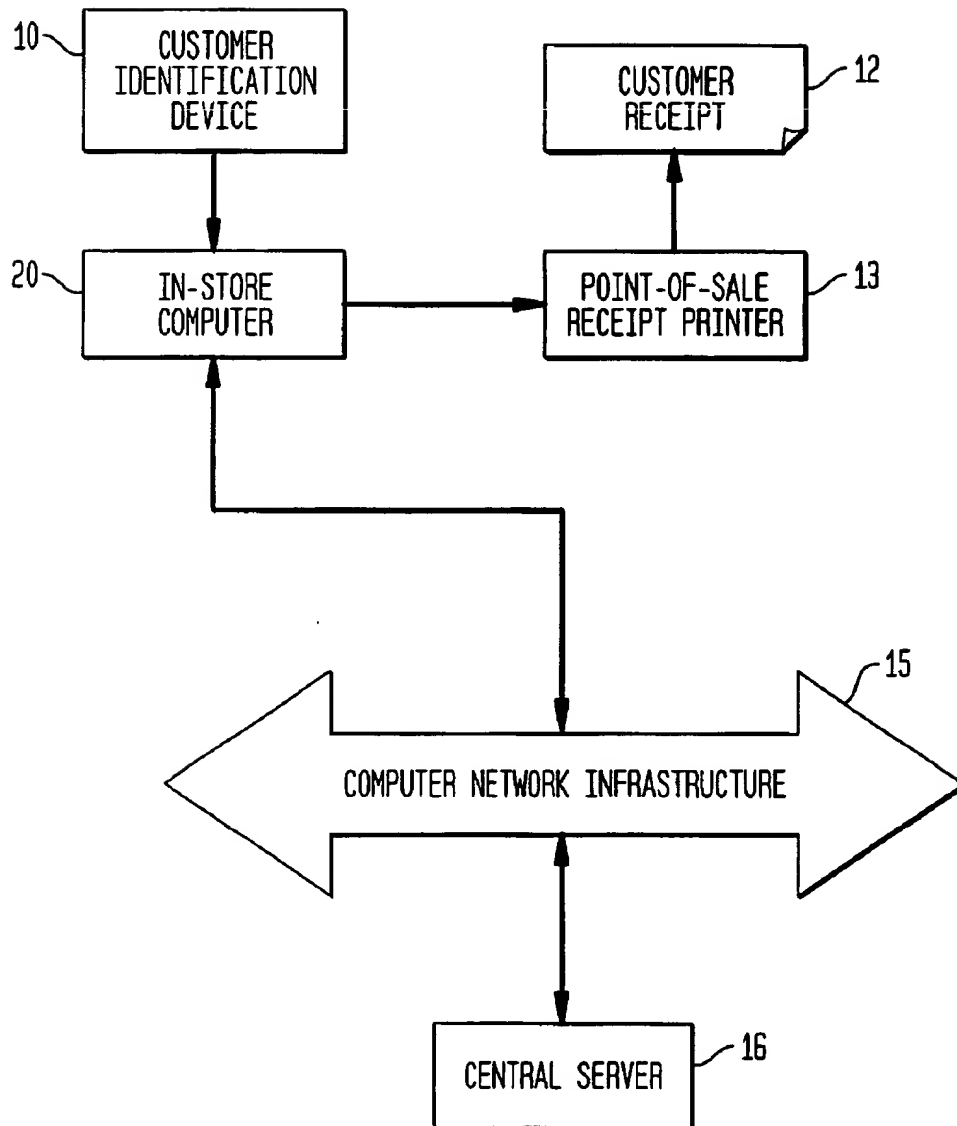 10
CUSTOMER
IDENTIFICATION
DEVICE
CUSTOMER
RECEIPT
12
20
IN-STORE
COMPUTER
POINT-OF-SALE
RECEIPT PRINTER
13
15
COMPUTER NETWORK INFRASTRUCTURE
16
CENTRAL SERVER